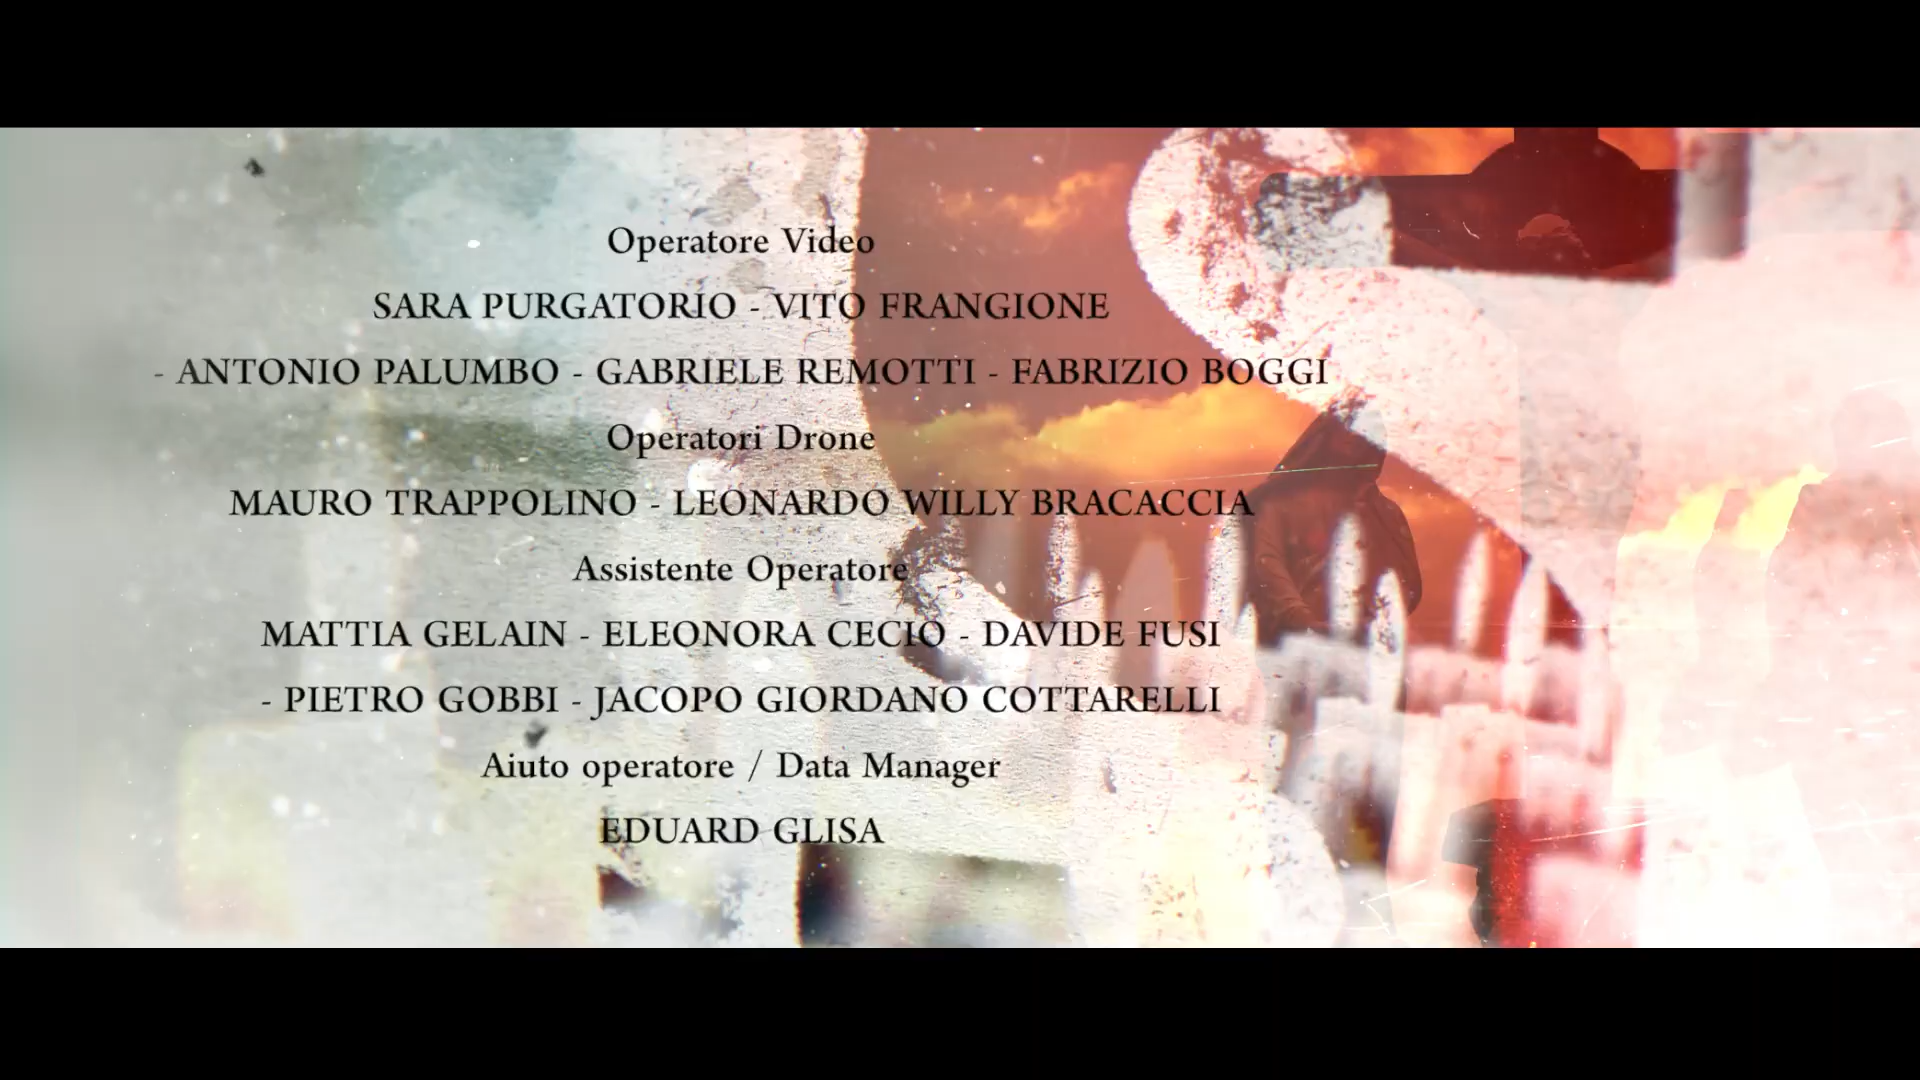 Operatore Video
SARA PURGATORIO - VITO FRANGIONE
- ANTONIO PALUMBO - GABRIELE REMOTTI - FABRIZIO BOGGI
Operatori Drone
MAURO TRAPPOLINO - LEONARDO WILLY BRACACCIA
Assistente Operatore
MATTIA GELAIN - ELEONORA CECIO - DAVIDE FUSI
- PIETRO GOBBI - JACOPO GIORDANO COTTARELLI
Aiuto operatore / Data Manager
EDUARD GLISA